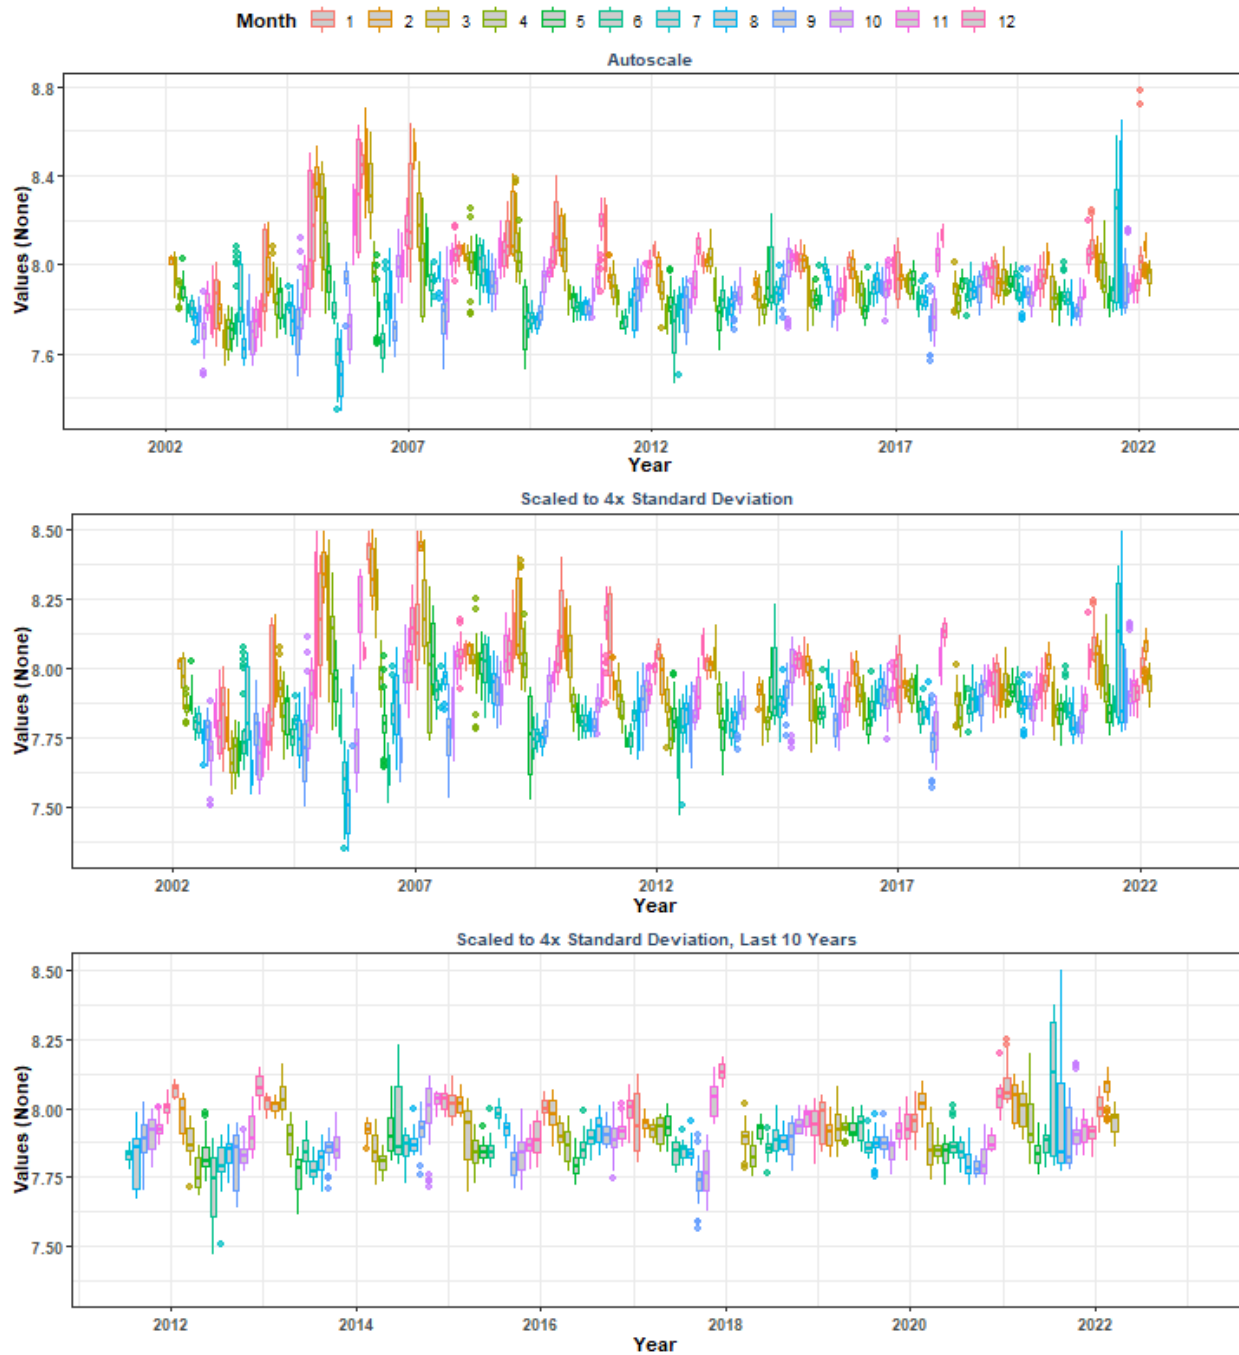 Month 1 2 3 4 5 6 7 8 9 10 11 12
Autoscale
Values (None)
8.8
8.4
8.0
7.6
2002 2007 2012 2017 2022
Year
Scaled to 4x Standard Deviation
Values (None)
8.50
8.25
8.00
7.75
7.50
2002 2007 2012 2017 2022
Year
Scaled to 4x Standard Deviation, Last 10 Years
Values (None)
8.50
8.25
8.00
7.75
7.50
2012 2014 2016 2018 2020 2022
Year